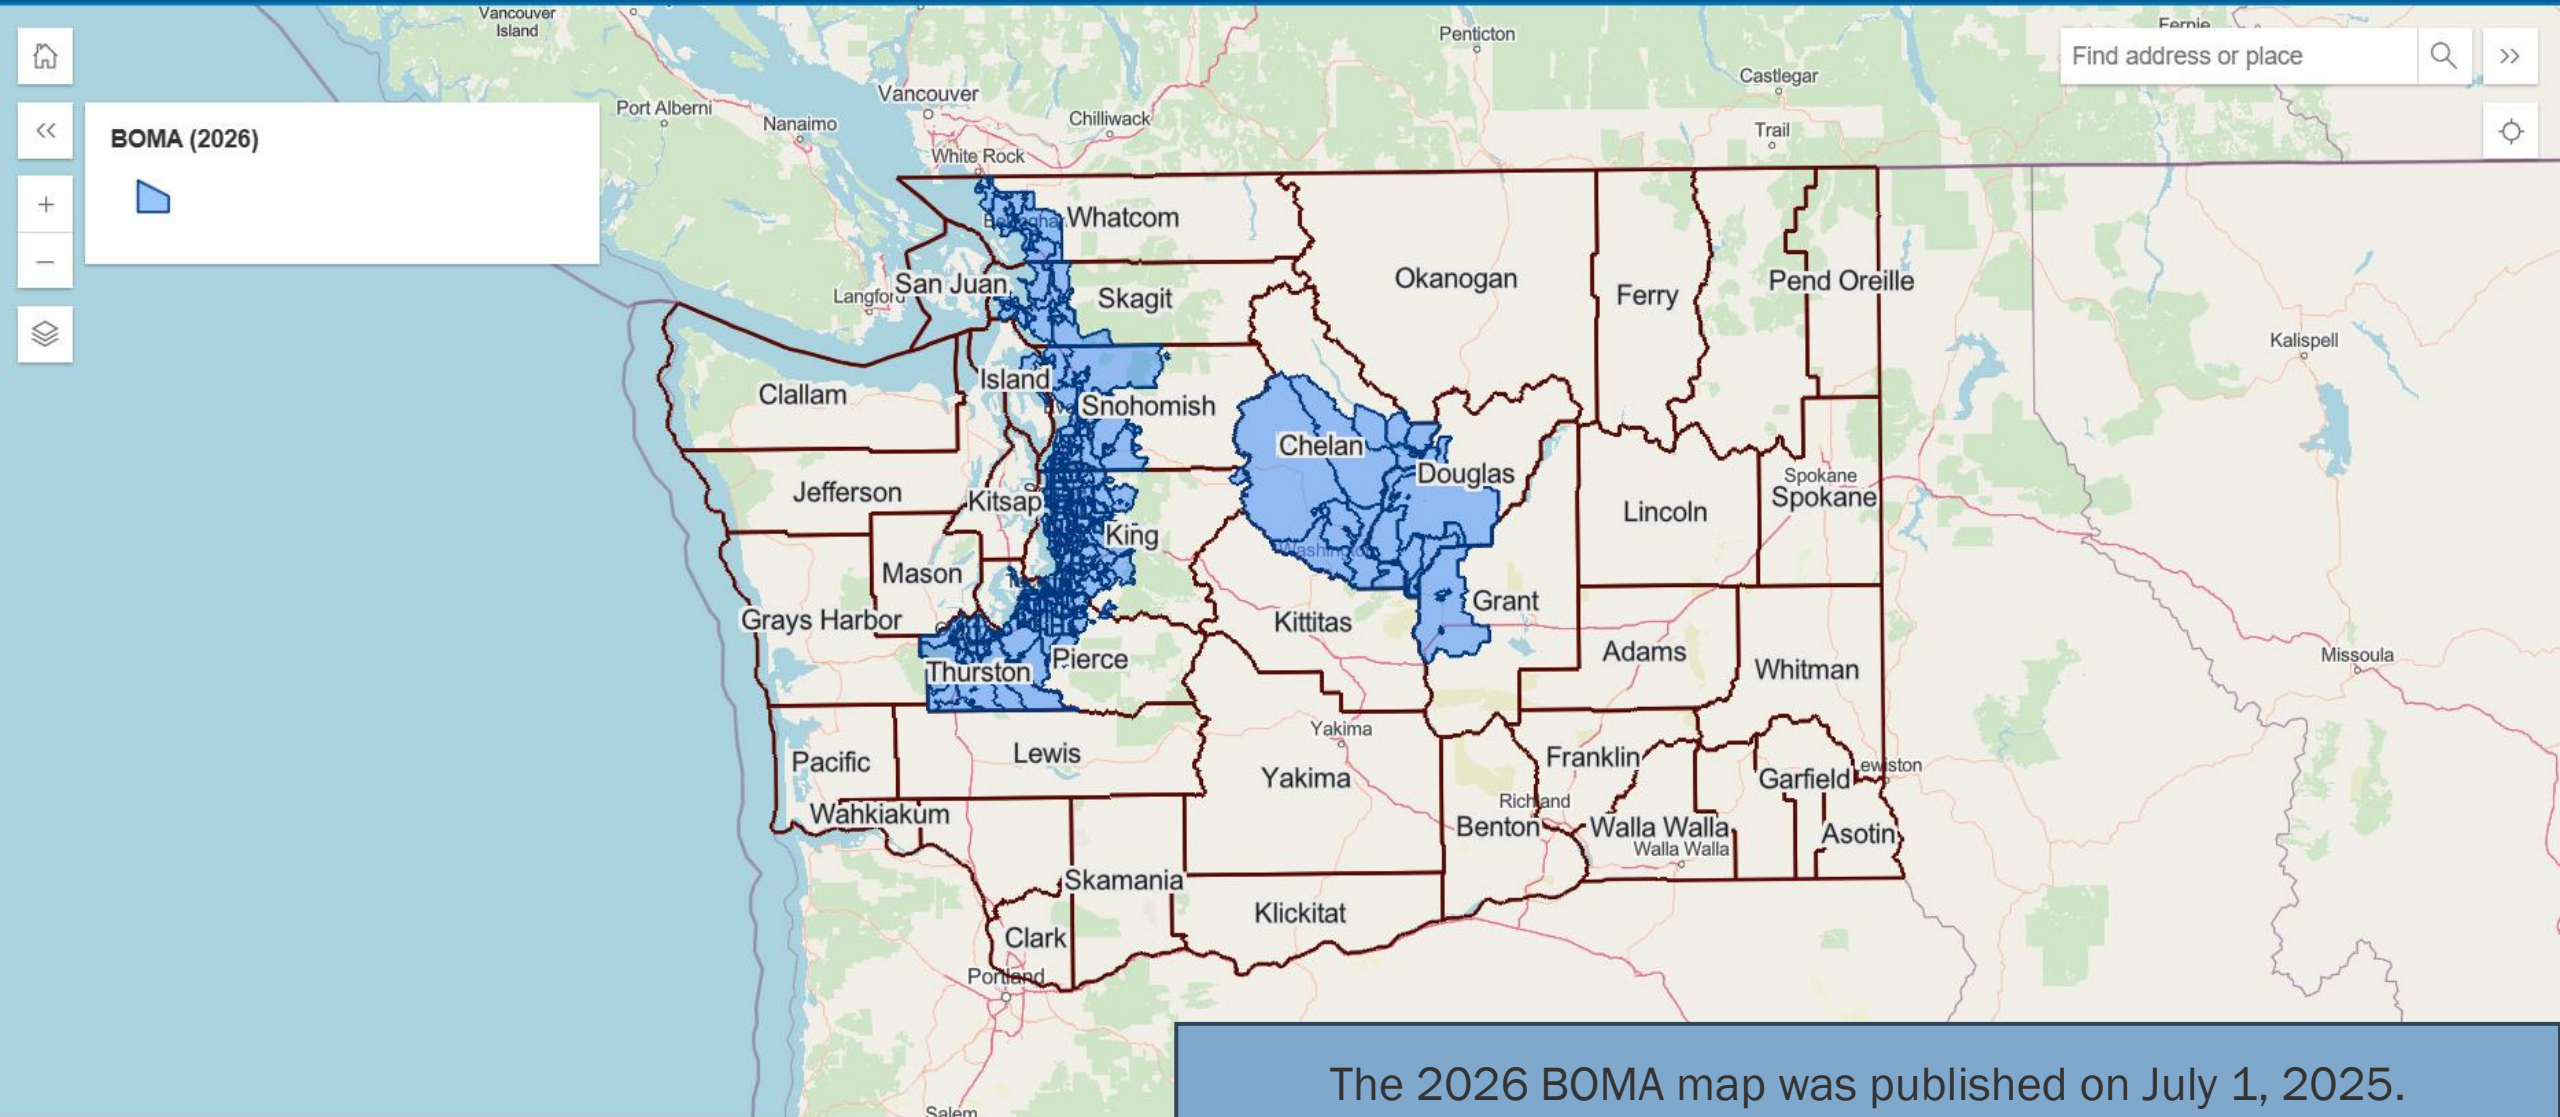 Vancouver
Island
Penticton
Fernie
Find address or place
Castlegar
Vancouver
Port Alberni
Nanaimo
Chilliwack
Trail
BOMA (2026)
White Rock
Whatcom
San Juan
Langford
Skagit
Okanogan
Ferry
Pend Oreille
Kalispell
Island
Clallam
Snohomish
Chelan
Douglas
Spokane
Spokane
Jefferson
Kitsap
Lincoln
King
Washington
Mason
Grant
Grays Harbor
Kittitas
Adams
Missoula
Thurston
Pierce
Whitman
Yakima
Pacific
Lewis
Franklin
Yakima
Garfield
ewiston
Richland
Wahkiakum
Benton
Walla Walla
Asotin
Walla Walla
Skamania
Klickitat
Clark
Portland
The 2026 BOMA map was published on July 1, 2025.
Salem